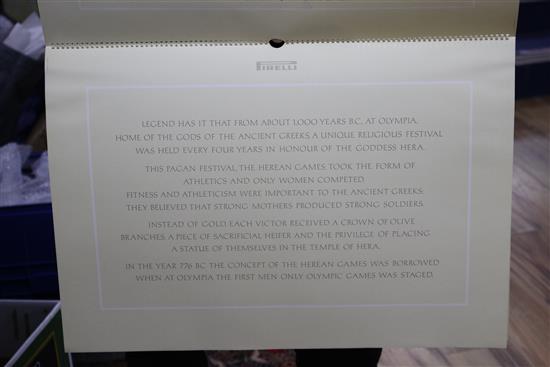 PIRELLI
LEGEND HAS IT THAT FROM ABOUT 1,000 YEARS B.C. AT OLYMPIA,
HOME OF THE GODS OF THE ANCIENT GREEKS A UNIQUE RELIGIOUS FESTIVAL
WAS HELD EVERY FOUR YEARS IN HONOUR OF THE GODDESS HERA.
THIS PAGAN FESTIVAL, THE HEREAN GAMES, TOOK THE FORM OF
ATHLETICS AND ONLY WOMEN COMPETED.
FITNESS AND ATHLETICISM WERE IMPORTANT TO THE ANCIENT GREEKS;
THEY BELIEVED THAT STRONG MOTHERS PRODUCED STRONG SOLDIERS.
INSTEAD OF GOLD, EACH VICTOR RECEIVED A CROWN OF OLIVE
BRANCHES, A PIECE OF SACRIFICIAL HEIFER AND THE PRIVILEGE OF PLACING
A STATUE OF THEMSELVES IN THE TEMPLE OF HERA.
IN THE YEAR 776 BC THE CONCEPT OF THE HEREAN GAMES WAS BORROWED
WHEN AT OLYMPIA THE FIRST MEN ONLY OLYMPIC GAMES WAS STAGED.